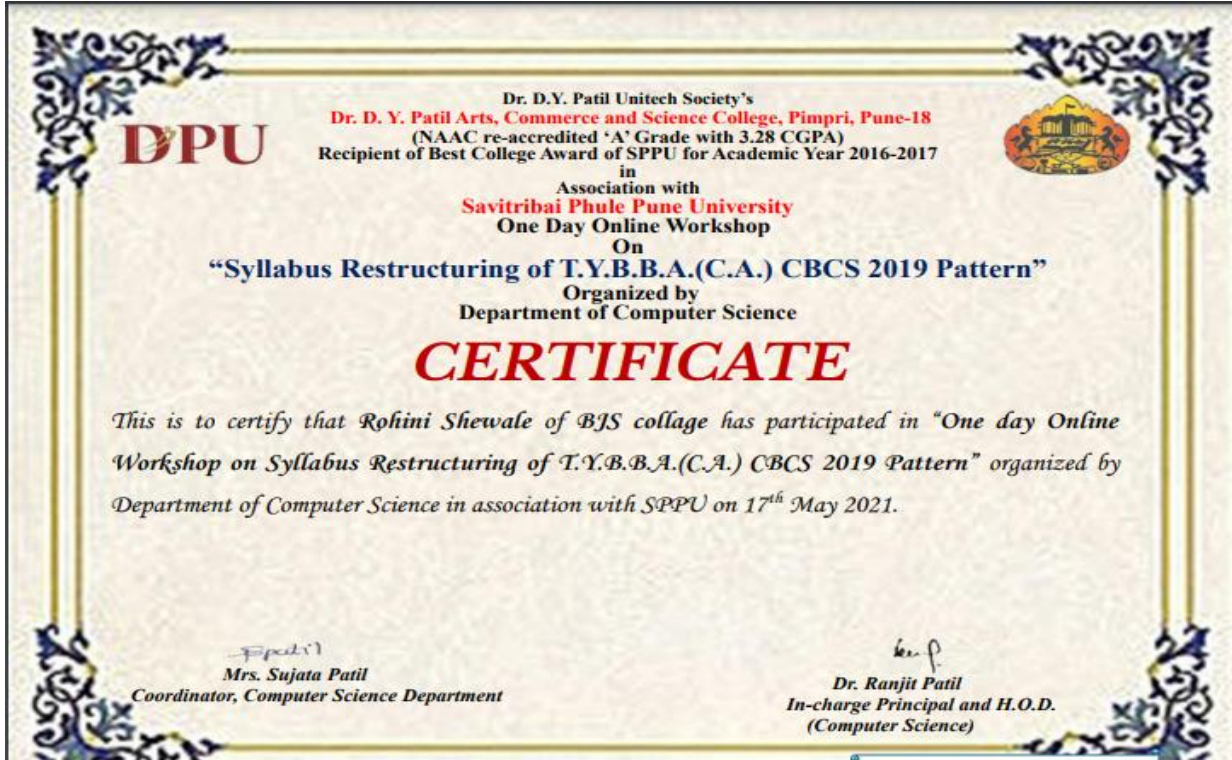 Dr. D.Y. Patil Unitech Society's
Dr. D. Y. Patil Arts, Commerce and Science College, Pimpri, Pune-18
DPU
(NAAC re-accredited ‘A’ Grade with 3.28 CGPA)
Recipient of Best College Award of SPPU for Academic Year 2016-2017
in
Association with
Savitribai Phule Pune University
One Day Online Workshop
On
“Syllabus Restructuring of T.Y.B.B.A.(C.A.) CBCS 2019 Pattern”
Organized by
Department of Computer Science
CERTIFICATE
This is to certify that Rohini Shewale of BJS collage has participated in “One day Online
Workshop on Syllabus Restructuring of T.Y.B.B.A.(C.A.) CBCS 2019 Pattern” organized by
Department of Computer Science in association with SPPU on 17th May 2021.
Mrs. Sujata Patil
Coordinator, Computer Science Department
Dr. Ranjit Patil
In-charge Principal and H.O.D.
(Computer Science)